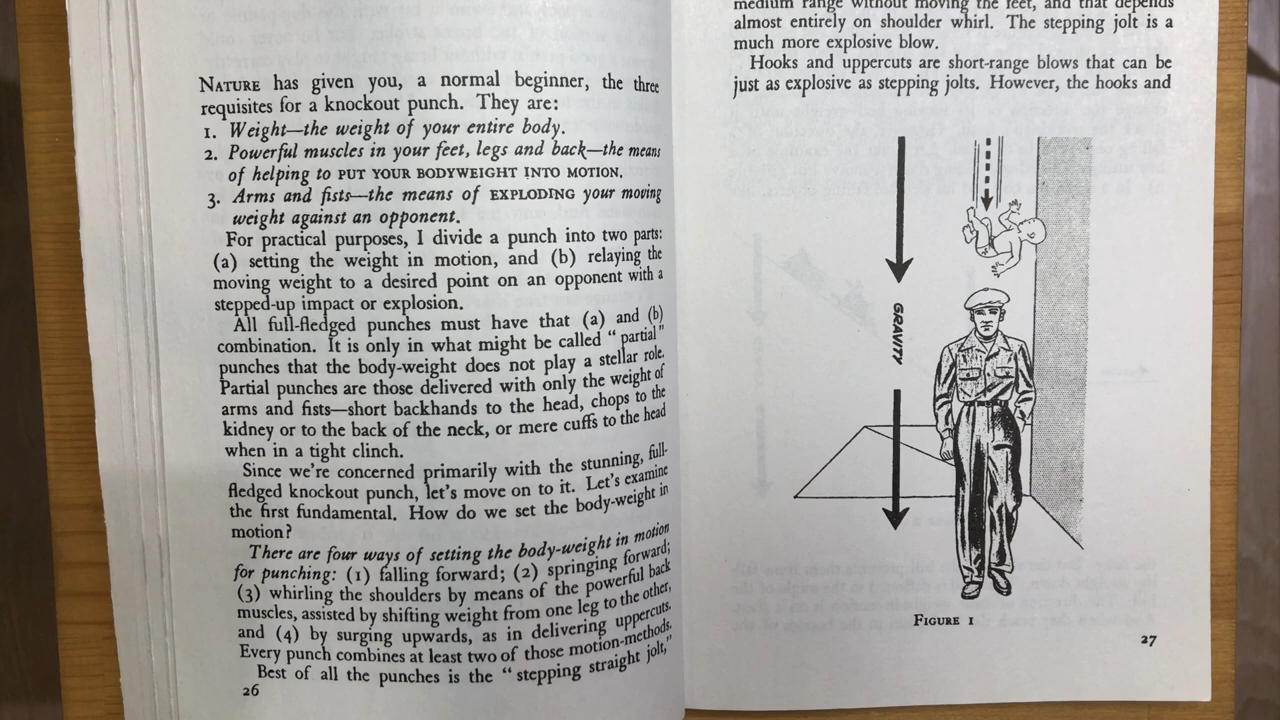 NATURE has given you, a normal beginner, the three
requisites for a knockout punch. They are:
1. Weight—the weight of your entire body.
2. Powerful muscles in your feet, legs and back—the means
of helping to PUT YOUR BODYWEIGHT INTO MOTION.
3. Arms and fists—the means of EXPLODING your moving
weight against an opponent.
For practical purposes, I divide a punch into two parts:
(a) setting the weight in motion, and (b) relaying the
moving weight to a desired point on an opponent with a
stepped-up impact or explosion.
All full-fledged punches must have that (a) and (b)
combination. It is only in what might be called "partial"
punches that the body-weight does not play a stellar role.
Partial punches are those delivered with only the weight of
arms and fists—short backhands to the head, chops to the
kidney or to the back of the neck, or mere cuffs to the head
when in a tight clinch.
Since we're concerned primarily with the stunning, full-
fledged knockout punch, let's move on to it. Let's examine
the first fundamental. How do we set the body-weight in
motion?
There are four ways of setting the body-weight in motion
for punching: (1) falling forward; (2) springing forward;
(3) whirling the shoulders by means of the powerful back
muscles, assisted by shifting weight from one leg to the other,
and (4) by surging upwards, as in delivering uppercuts.
Every punch combines at least two of those motion-methods.
Best of all the punches is the "stepping straight jolt,"
26
medium range without moving the feet, and that depends
almost entirely on shoulder whirl. The stepping jolt is a
much more explosive blow.
Hooks and uppercuts are short-range blows that can be
just as explosive as stepping jolts. However, the hooks and
GRAVITY
FIGURE 1
27